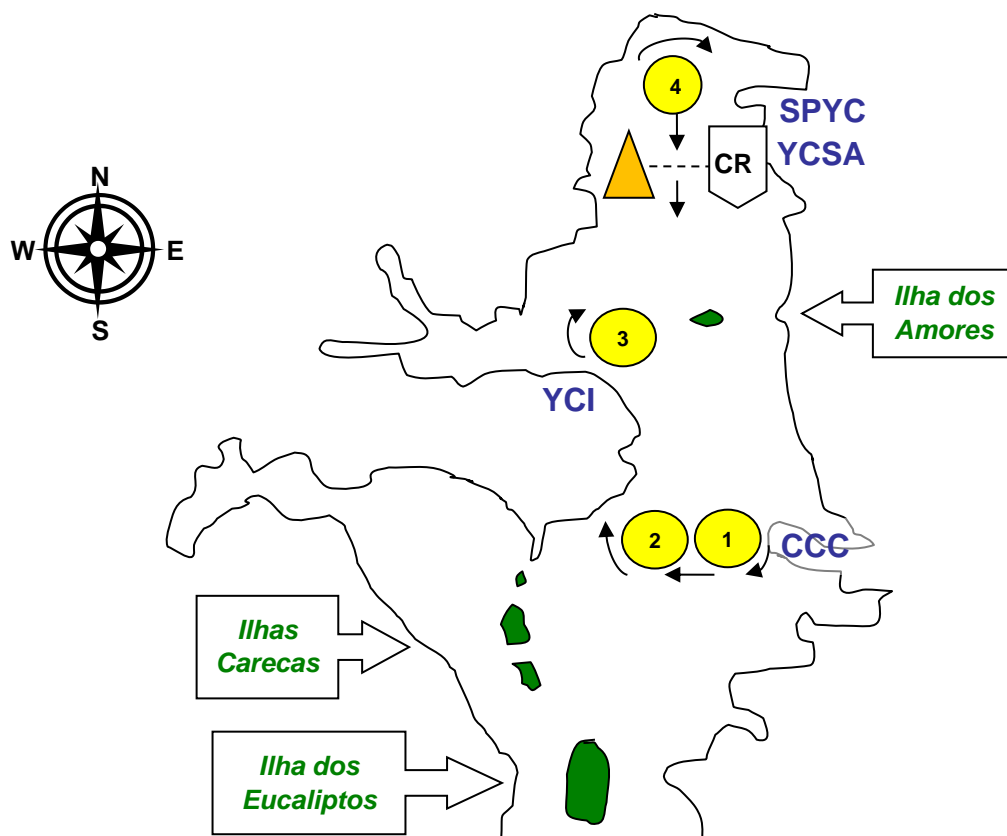 4
SPYC
YCSA
CR
N
W
E
S
Ilha dos
Amores
3
YCI
2
1
CCC
Ilhas
Carecas
Ilha dos
Eucaliptos